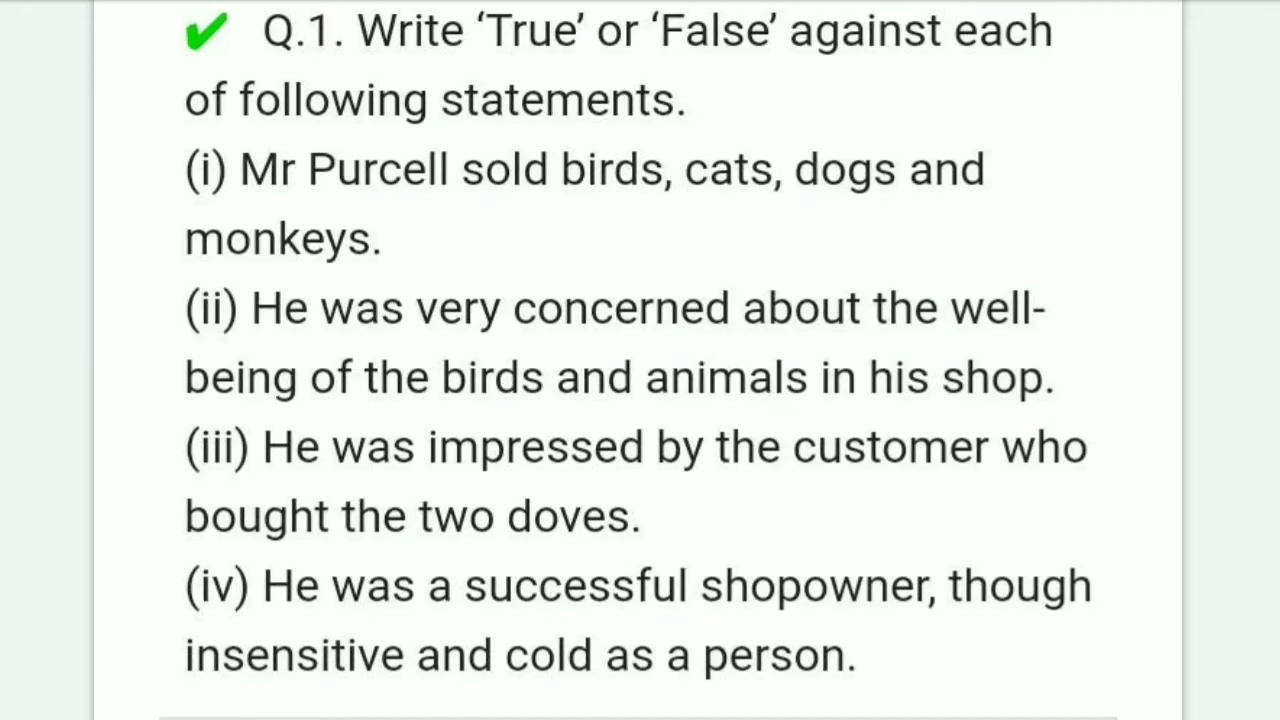 ✔ Q.1. Write ‘True’ or ‘False’ against each
of following statements.
(i) Mr Purcell sold birds, cats, dogs and
monkeys.
(ii) He was very concerned about the well-
being of the birds and animals in his shop.
(iii) He was impressed by the customer who
bought the two doves.
(iv) He was a successful shopowner, though
insensitive and cold as a person.